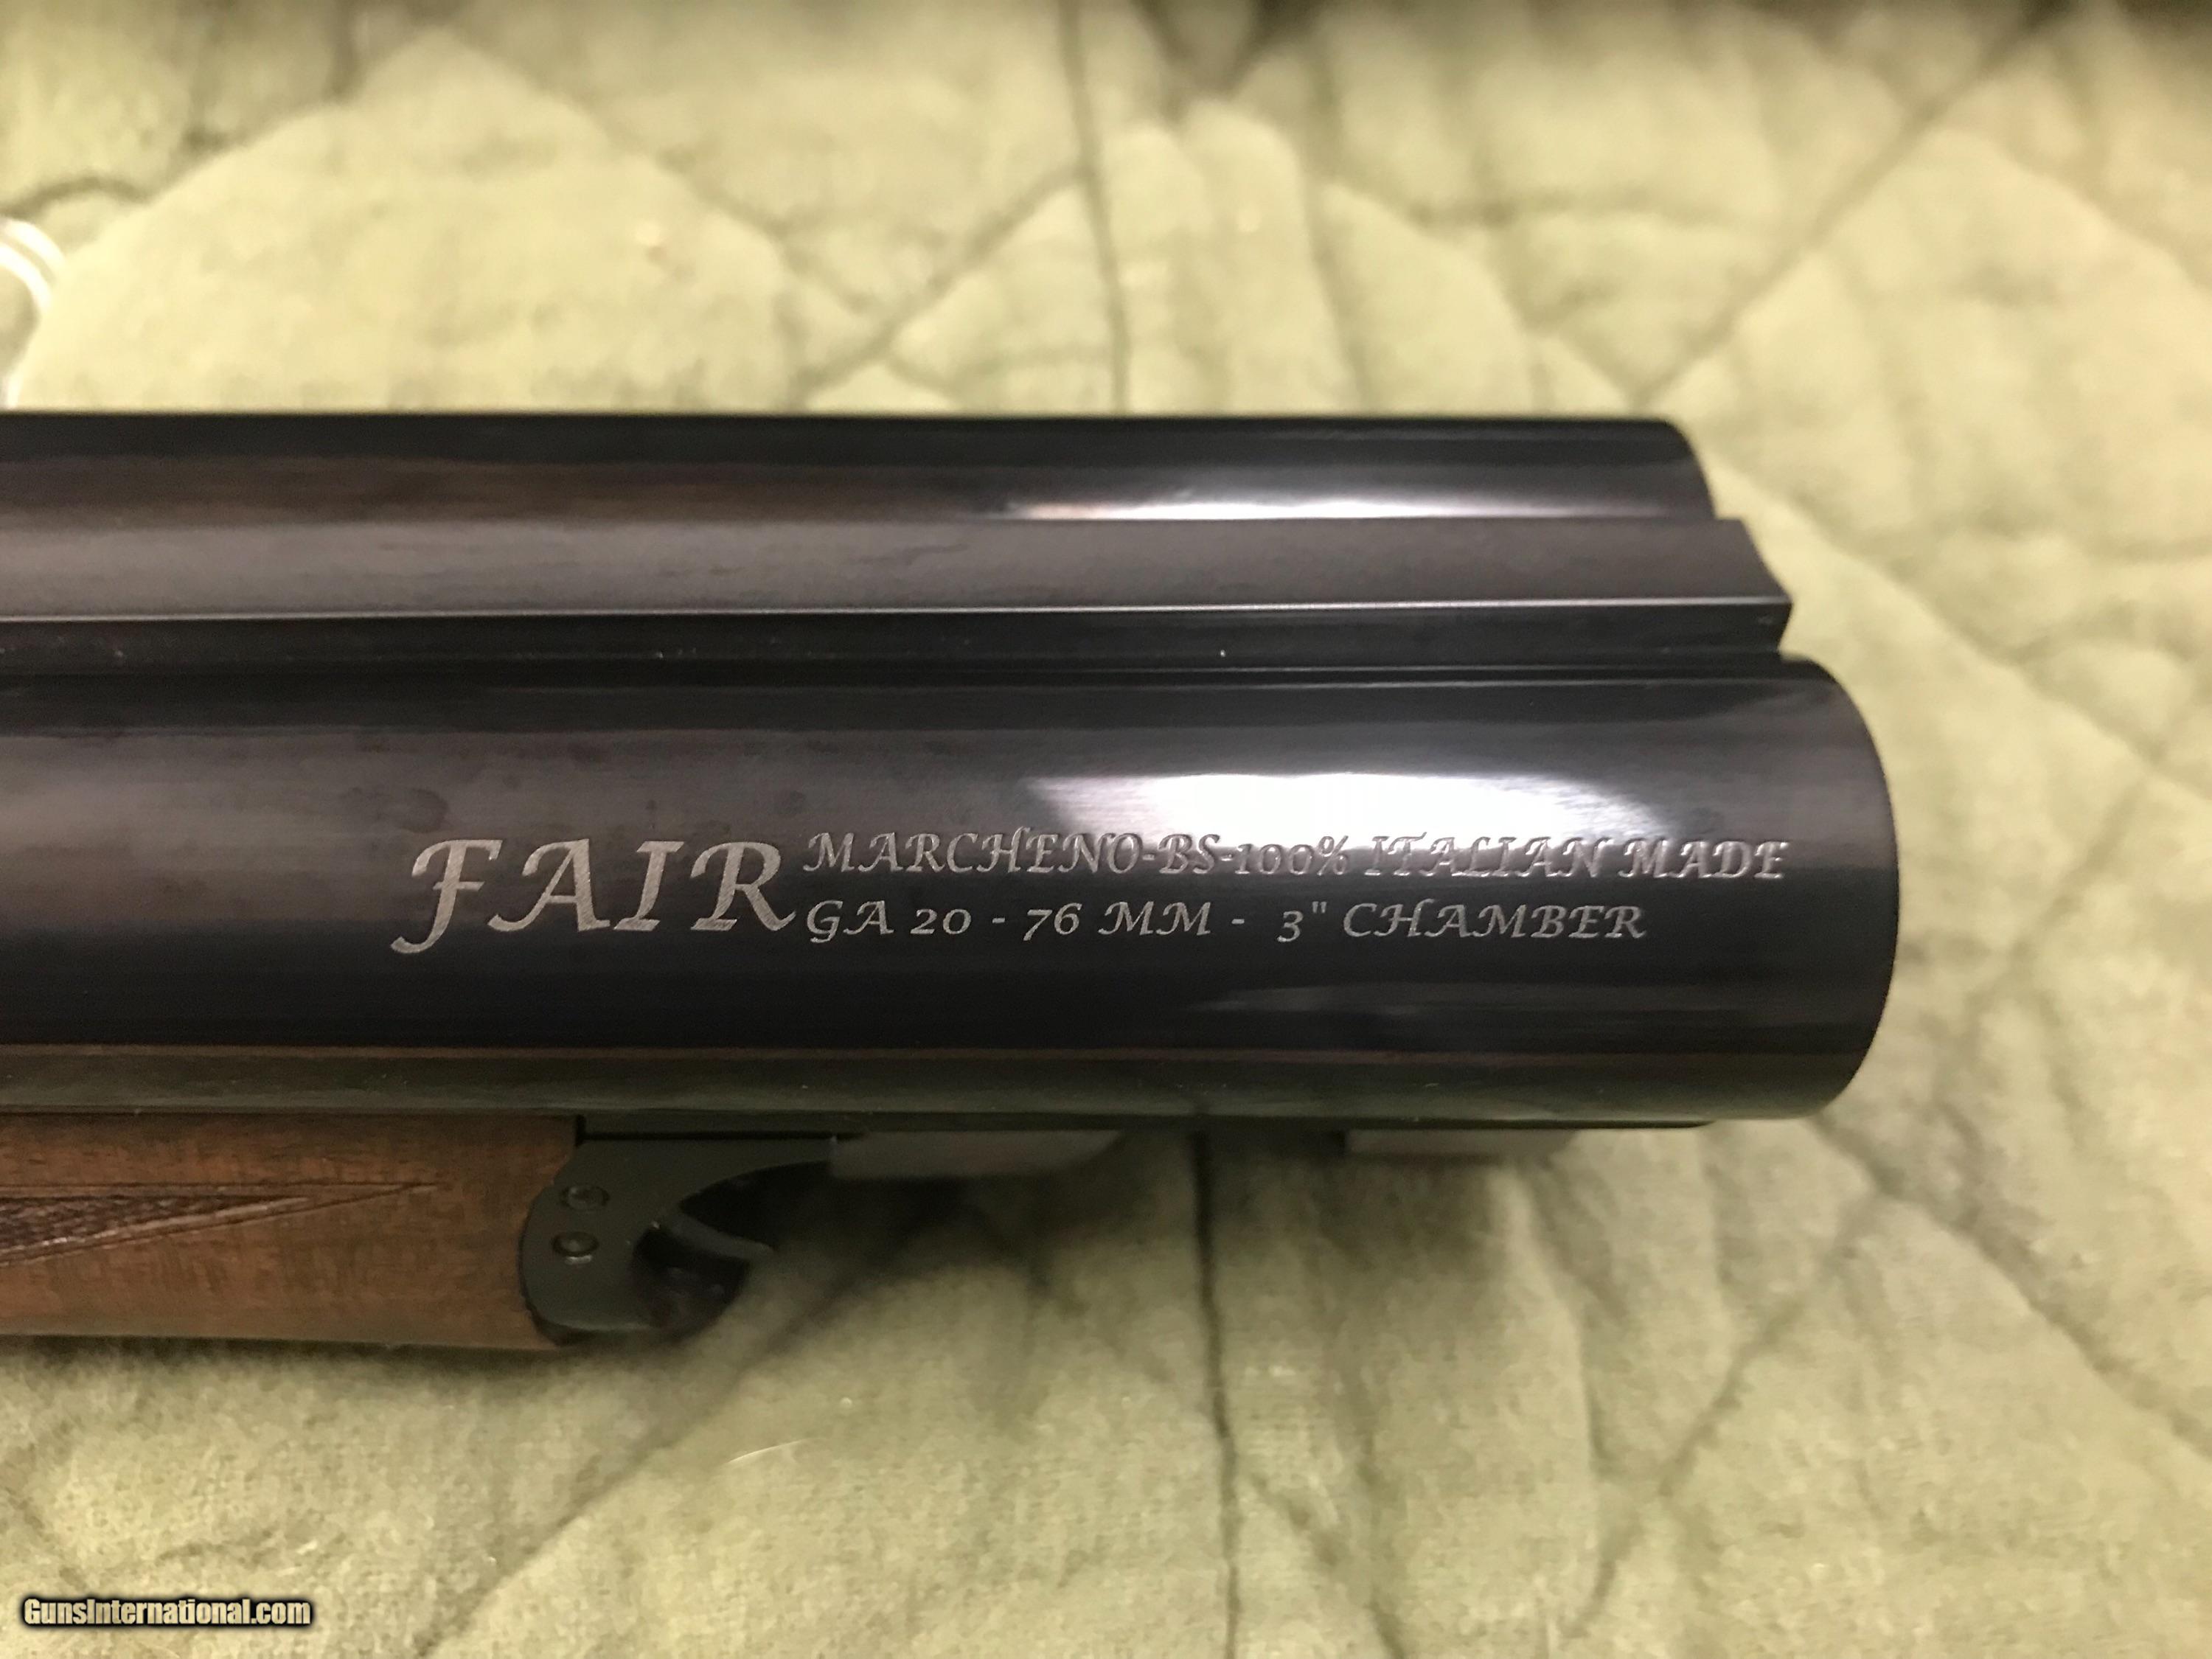 FAIR
MARCHENO-BS-100% ITALIAN MADE
GA 20 - 76 MM - 3" CHAMBER
GunsInternational.com